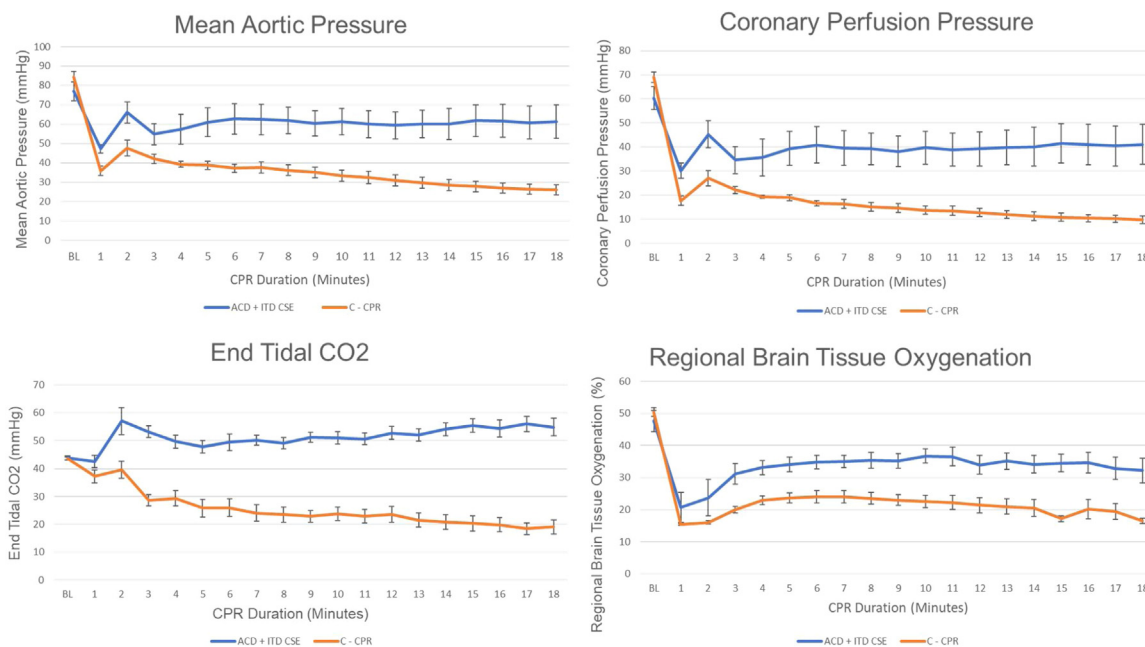 Mean Aortic Pressure
Mean Aortic Pressure (mmHg)
100
90
80
70
60
50
40
30
20
10
0
BL 1 2 3 4 5 6 7 8 9 10 11 12 13 14 15 16 17 18
CPR Duration (Minutes)
ACD + ITD CSE C - CPR
Coronary Perfusion Pressure
Coronary Perfusion Pressure (mmHg)
80
70
60
50
40
30
20
10
0
BL 1 2 3 4 5 6 7 8 9 10 11 12 13 14 15 16 17 18
CPR Duration (Minutes)
ACD + ITD CSE C - CPR
End Tidal CO2
End Tidal CO2 (mmHg)
70
60
50
40
30
20
10
0
BL 1 2 3 4 5 6 7 8 9 10 11 12 13 14 15 16 17 18
CPR Duration (Minutes)
ACD + ITD CSE C - CPR
Regional Brain Tissue Oxygenation
Regional Brain Tissue Oxygenation (%)
60
50
40
30
20
10
0
BL 1 2 3 4 5 6 7 8 9 10 11 12 13 14 15 16 17 18
CPR Duration (Minutes)
ACD + ITD CSE C - CPR